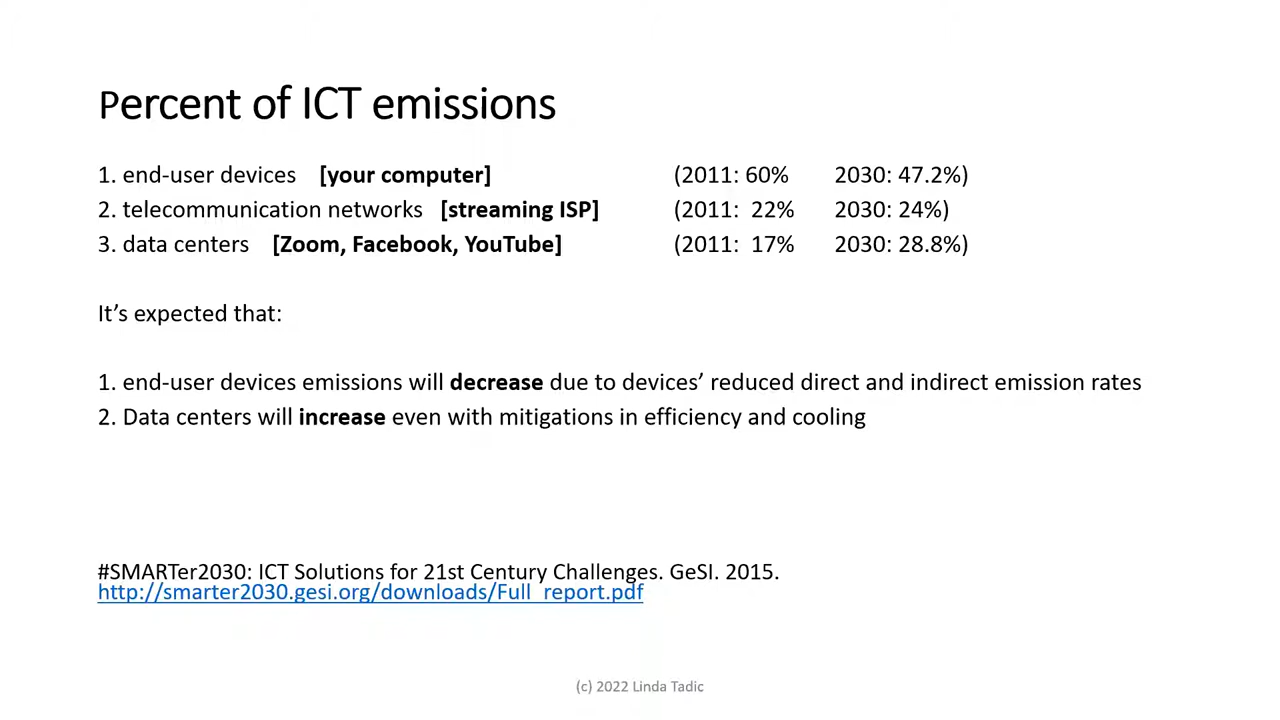 Percent of ICT emissions
1. end-user devices [your computer] (2011: 60% 2030: 47.2%)
2. telecommunication networks [streaming ISP] (2011: 22% 2030: 24%)
3. data centers [Zoom, Facebook, YouTube] (2011: 17% 2030: 28.8%)
It’s expected that:
1. end-user devices emissions will decrease due to devices’ reduced direct and indirect emission rates
2. Data centers will increase even with mitigations in efficiency and cooling
#SMARTer2030: ICT Solutions for 21st Century Challenges. GeSI. 2015.
http://smarter2030.gesi.org/downloads/Full_report.pdf
(c) 2022 Linda Tadic